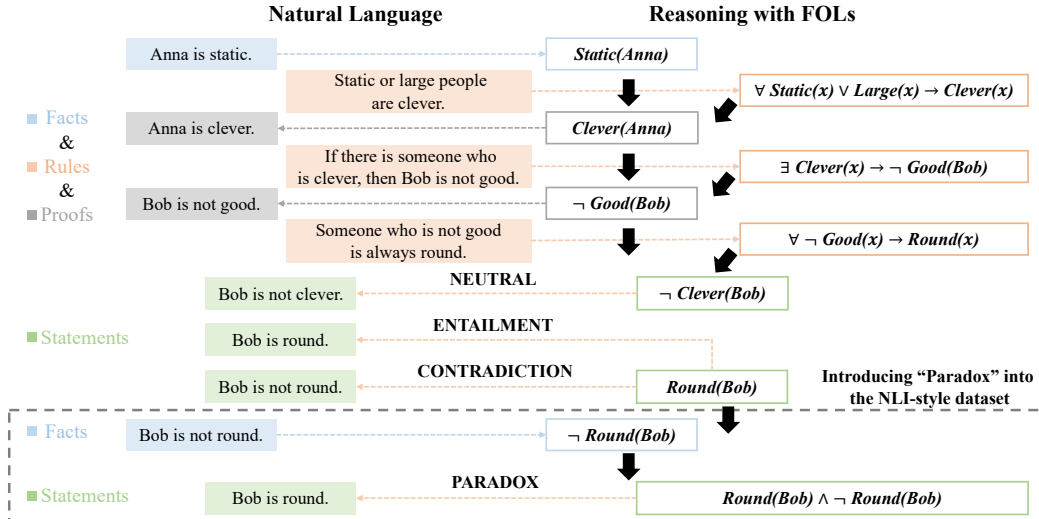 Natural Language
Reasoning with FOLs
Anna is static.
Static(Anna)
Static or large people
are clever.
∀ Static(x) ∨ Large(x) → Clever(x)
Facts
&
Rules
&
Proofs
Anna is clever.
Clever(Anna)
If there is someone who
is clever, then Bob is not good.
∃ Clever(x) → ¬ Good(Bob)
Bob is not good.
¬ Good(Bob)
Someone who is not good
is always round.
∀ ¬ Good(x) → Round(x)
Bob is not clever.
NEUTRAL
¬ Clever(Bob)
Statements
Bob is round.
ENTAILMENT
Bob is not round.
CONTRADICTION
Round(Bob)
Introducing “Paradox” into
the NLI-style dataset
Facts
Bob is not round.
¬ Round(Bob)
Statements
Bob is round.
PARADOX
Round(Bob) ∧ ¬ Round(Bob)